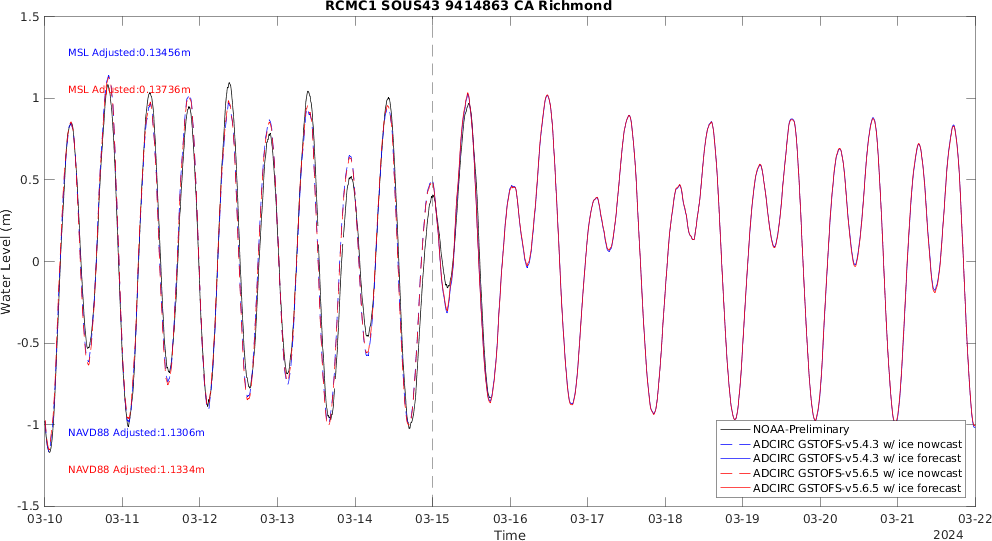 RCMC1 SOUS43 9414863 CA Richmond
1.5
MSL Adjusted:0.13456m
MSL Adjusted:0.13736m
1
0.5
0
-0.5
-1
-1.5
Water Level (m)
NAVD88 Adjusted:1.1306m
NAVD88 Adjusted:1.1334m
NOAA-Preliminary
ADCIRC GSTOFS-v5.4.3 w/ ice nowcast
ADCIRC GSTOFS-v5.4.3 w/ ice forecast
ADCIRC GSTOFS-v5.6.5 w/ ice nowcast
ADCIRC GSTOFS-v5.6.5 w/ ice forecast
03-10 03-11 03-12 03-13 03-14 03-15 03-16 03-17 03-18 03-19 03-20 03-21 03-22
Time
2024